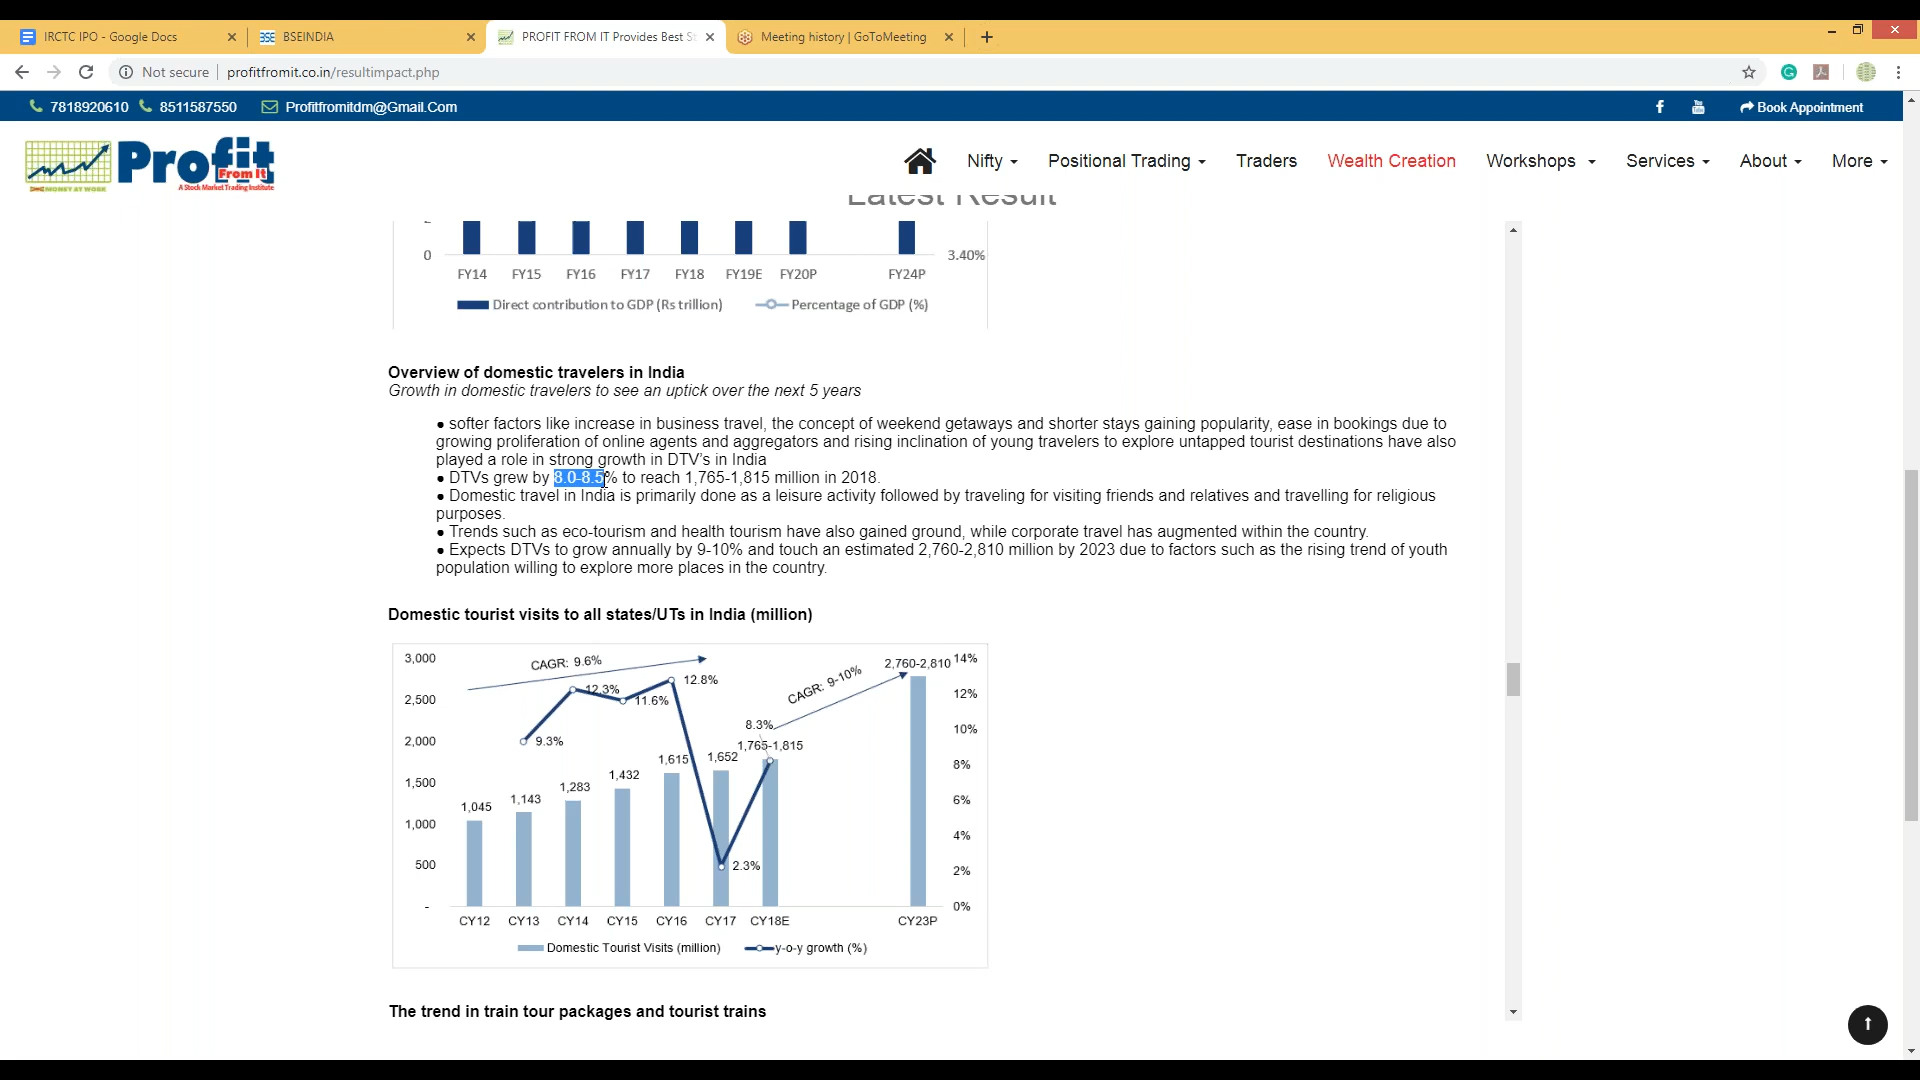 IRCTC IPO - Google Docs
BSEINDIA
PROFIT FROM IT Provides Best S
Meeting history | GoToMeeting
Not secure
profitfromit.co.in/resultimpact.php
7818920610
8511587550
Profitfromitdm@Gmail.Com
Book Appointment
Profit
From It
MONEY AT WORK
A Stock Market Trading Institute
Nifty
Positional Trading
Traders
Wealth Creation
Workshops
Services
About
More
Latest Result
0
3.40%
FY14 FY15 FY16 FY17 FY18 FY19E FY20P FY24P
Direct contribution to GDP (Rs trillion) Percentage of GDP (%)
Overview of domestic travelers in India
Growth in domestic travelers to see an uptick over the next 5 years
● softer factors like increase in business travel, the concept of weekend getaways and shorter stays gaining popularity, ease in bookings due to
growing proliferation of online agents and aggregators and rising inclination of young travelers to explore untapped tourist destinations have also
played a role in strong growth in DTV's in India
● DTVs grew by 8.0-8.5% to reach 1,765-1,815 million in 2018.
● Domestic travel in India is primarily done as a leisure activity followed by traveling for visiting friends and relatives and travelling for religious
purposes.
● Trends such as eco-tourism and health tourism have also gained ground, while corporate travel has augmented within the country.
● Expects DTVs to grow annually by 9-10% and touch an estimated 2,760-2,810 million by 2023 due to factors such as the rising trend of youth
population willing to explore more places in the country.
Domestic tourist visits to all states/UTs in India (million)
3,000 CAGR: 9.6% 2,760-2,810 14%
12.8% CAGR: 9-10%
2,500 12.3% 11.6% 12%
8.3% 10%
2,000 9.3% 1,765-1,815
1,615 1,652 8%
1,500 1,432
1,283 6%
1,045 1,143
1,000 4%
500 2.3% 2%
- 0%
CY12 CY13 CY14 CY15 CY16 CY17 CY18E CY23P
Domestic Tourist Visits (million) y-o-y growth (%)
The trend in train tour packages and tourist trains